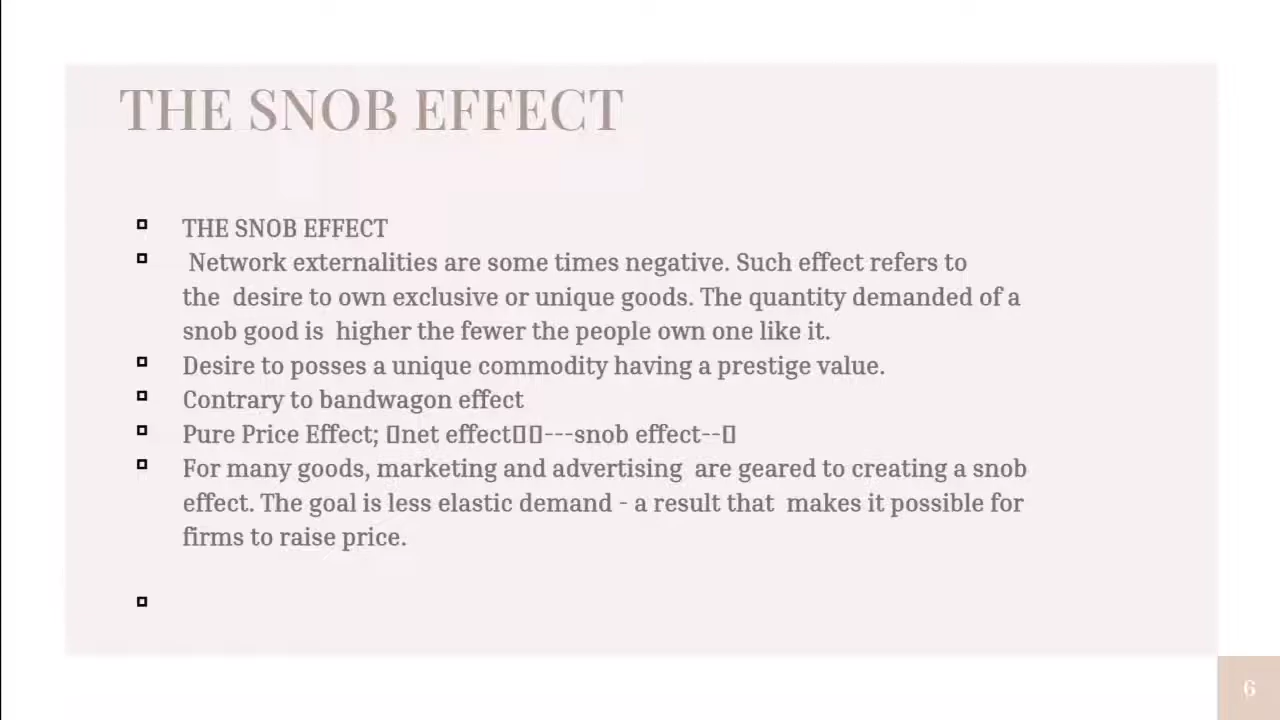 THE SNOB EFFECT
THE SNOB EFFECT
Network externalities are some times negative. Such effect refers to
the desire to own exclusive or unique goods. The quantity demanded of a
snob good is higher the fewer the people own one like it.
Desire to posses a unique commodity having a prestige value.
Contrary to bandwagon effect
Pure Price Effect; ▯net effect▯▯---snob effect--▯
For many goods, marketing and advertising are geared to creating a snob
effect. The goal is less elastic demand - a result that makes it possible for
firms to raise price.
6